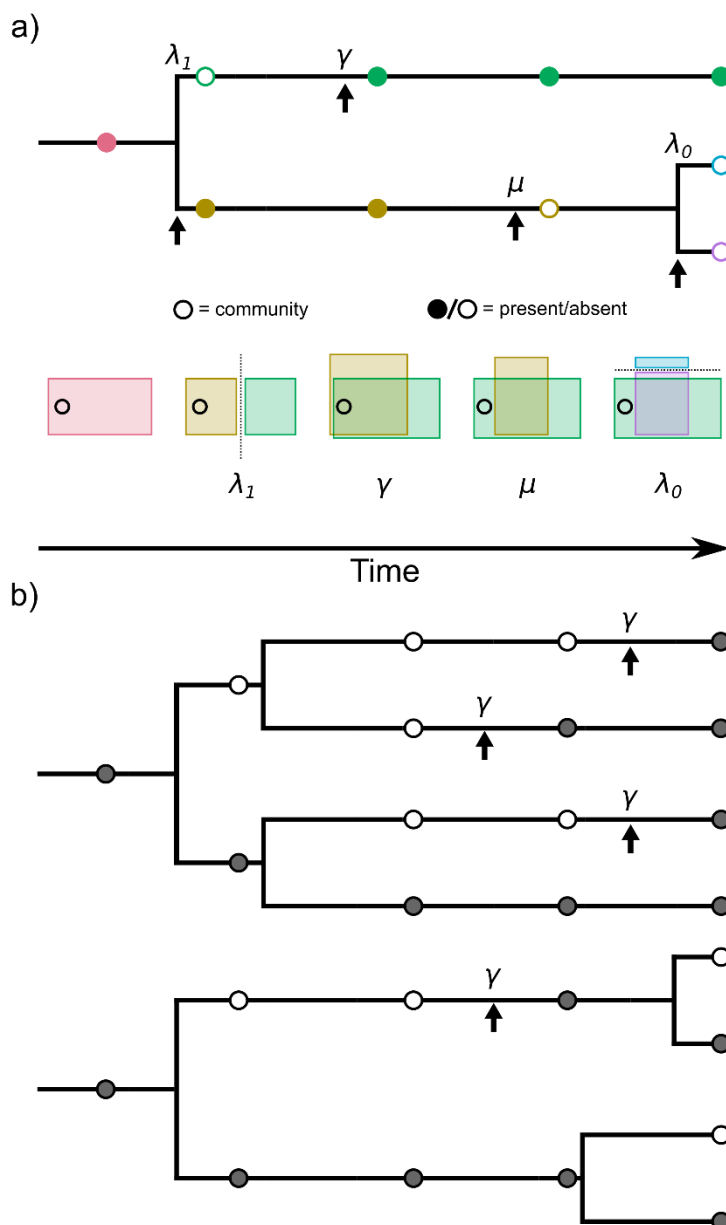 a)
λ1 γ
λ0
μ
= community / = present/absent
λ1 γ μ λ0
Time
b)
γ
γ
γ
γ